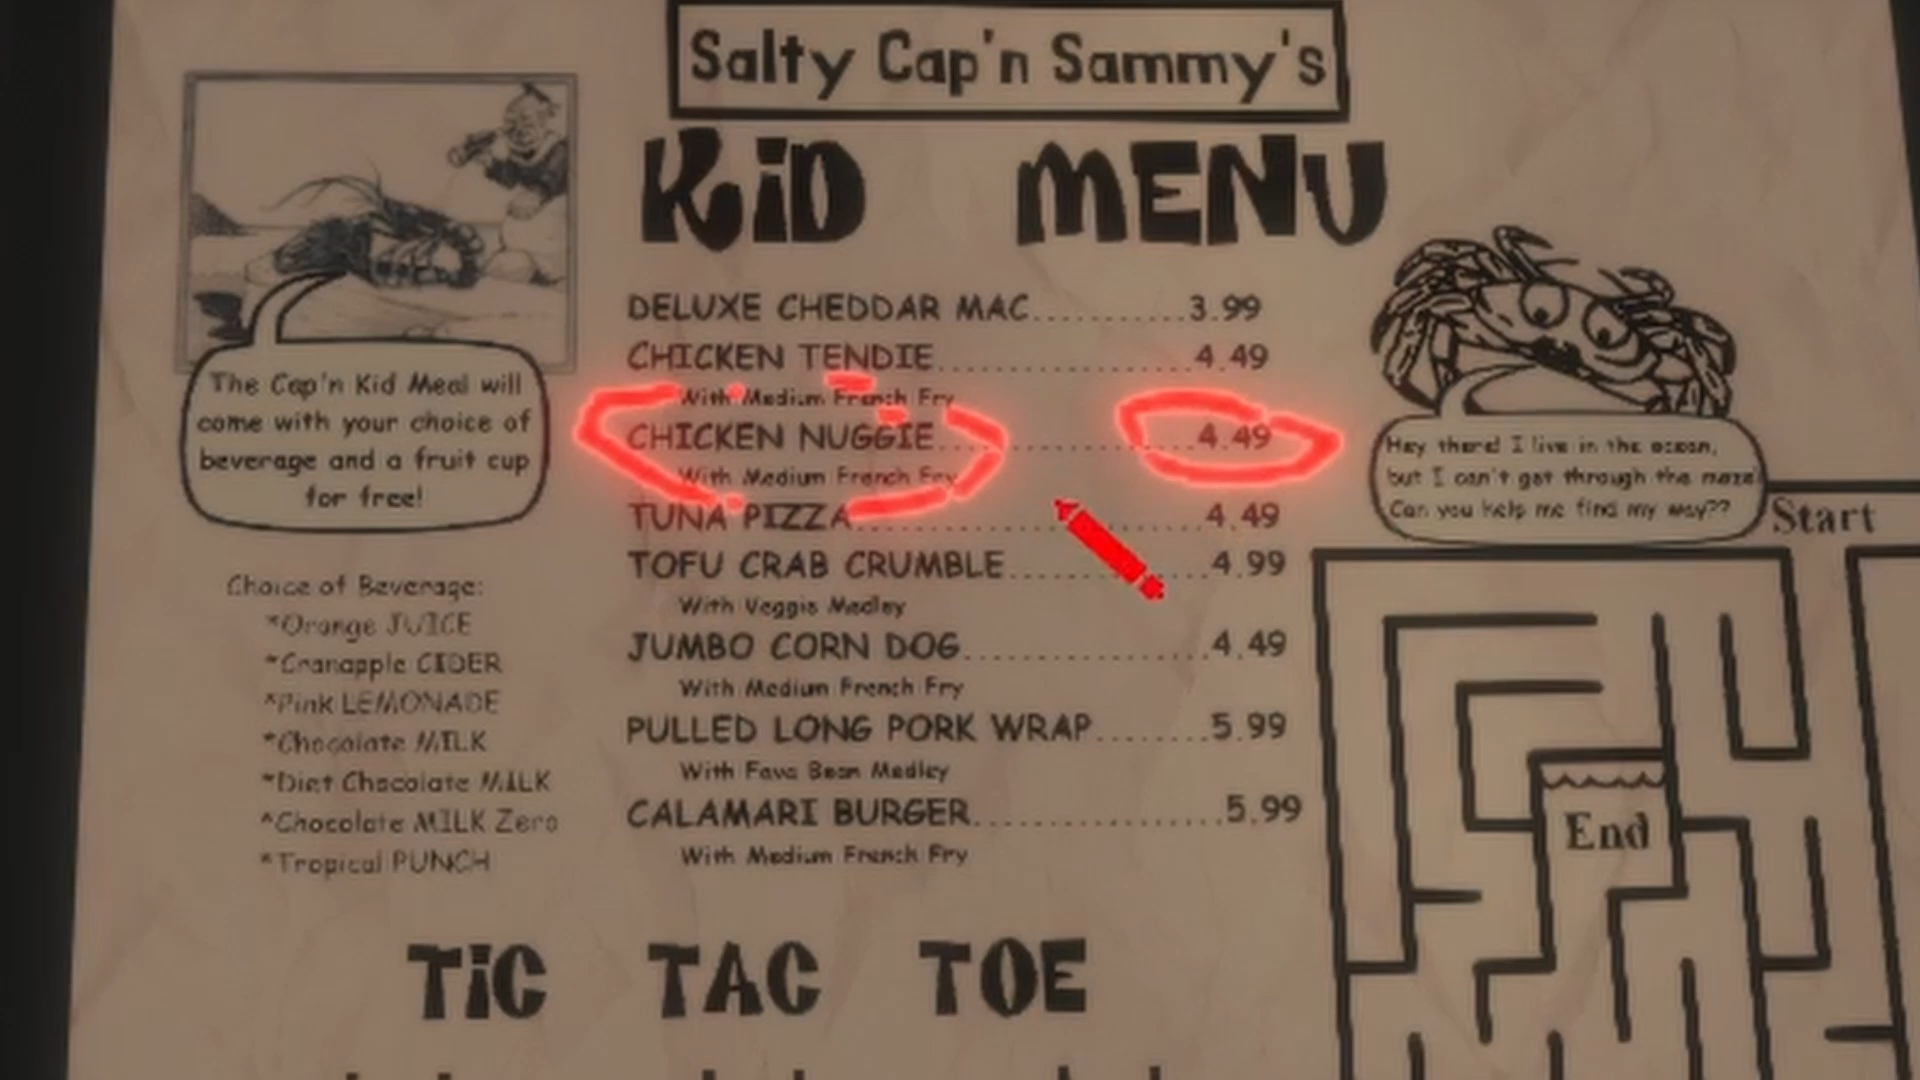 Salty Cap'n Sammy's
KiD MENU
DELUXE CHEDDAR MAC..........3.99
CHICKEN TENDIE.................4.49
With Medium French Fry
CHICKEN NUGGIE.................4.49
With Medium French Fry
TUNA PIZZA.......................4.49
TOFU CRAB CRUMBLE.............4.99
With Veggie Medley
JUMBO CORN DOG................4.49
With Medium French Fry
PULLED LONG PORK WRAP.......5.99
With Fava Bean Medley
CALAMARI BURGER................5.99
With Medium French Fry
The Cap'n Kid Meal will
come with your choice of
beverage and a fruit cup
for free!
Choice of Beverage:
*Orange JUICE
*Cranapple CIDER
*Pink LEMONADE
*Chocolate MILK
*Diet Chocolate MILK
*Chocolate MILK Zero
*Tropical PUNCH
Hey there! I live in the ocean,
but I can't get through the maze!
Can you help me find my way??
Start
End
TiC TAC TOE